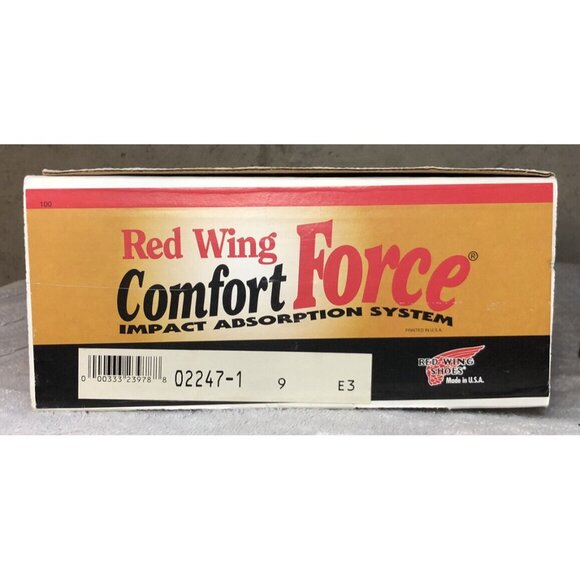 100
Red Wing
Comfort Force®
IMPACT ADSORPTION SYSTEM
PRINTED IN U.S.A.
0 00333 23978 8
02247-1 9 E3
RED WING
SHOES®
Made in U.S.A.